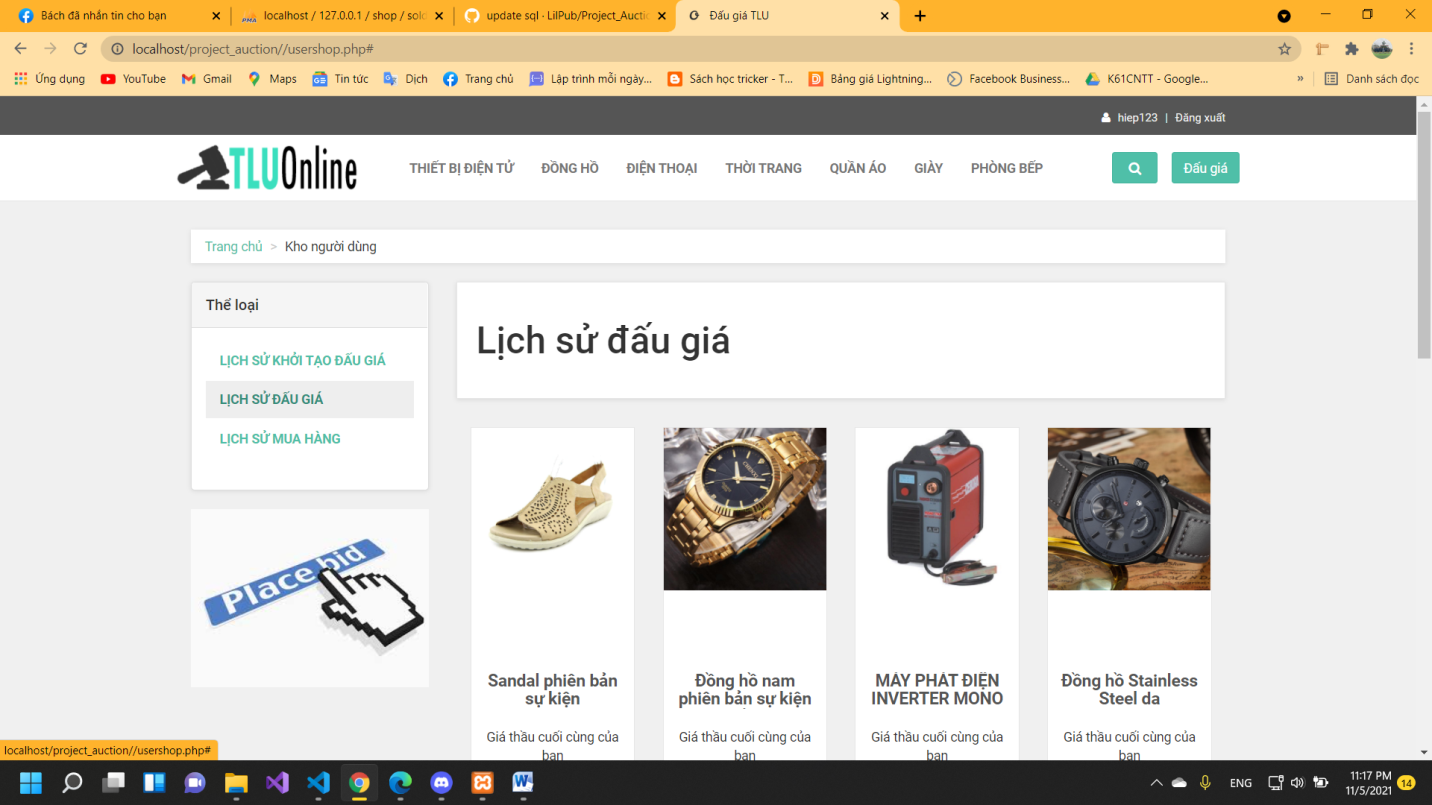 Bách đã nhắn tin cho bạn
localhost / 127.0.0.1 / shop / solo
update sql · LilPub/Project_Auctio
Đấu giá TLU
localhost/project_auction//usershop.php#
Ứng dụng
YouTube
Gmail
Maps
Tin tức
Dịch
Trang chủ
Lập trình mỗi ngày...
Sách học tricker - T...
Bảng giá Lightning...
Facebook Business...
K61CNTT - Google...
»
Danh sách đọc
hiep123 | Đăng xuất
TLUOnline
THIẾT BỊ ĐIỆN TỬ
ĐỒNG HỒ
ĐIỆN THOẠI
THỜI TRANG
QUẦN ÁO
GIÀY
PHÒNG BẾP
Đấu giá
Trang chủ > Kho người dùng
Thể loại
LỊCH SỬ KHỞI TẠO ĐẤU GIÁ
LỊCH SỬ ĐẤU GIÁ
LỊCH SỬ MUA HÀNG
Place bid
Lịch sử đấu giá
Sandal phiên bản
sự kiện
Giá thầu cuối cùng của
bạn
Đồng hồ nam
phiên bản sự kiện
Giá thầu cuối cùng của
bạn
MÁY PHÁT ĐIỆN
INVERTER MONO
Giá thầu cuối cùng của
bạn
Đồng hồ Stainless
Steel da
Giá thầu cuối cùng của
bạn
localhost/project_auction//usershop.php#
ENG
11:17 PM
11/5/2021
14